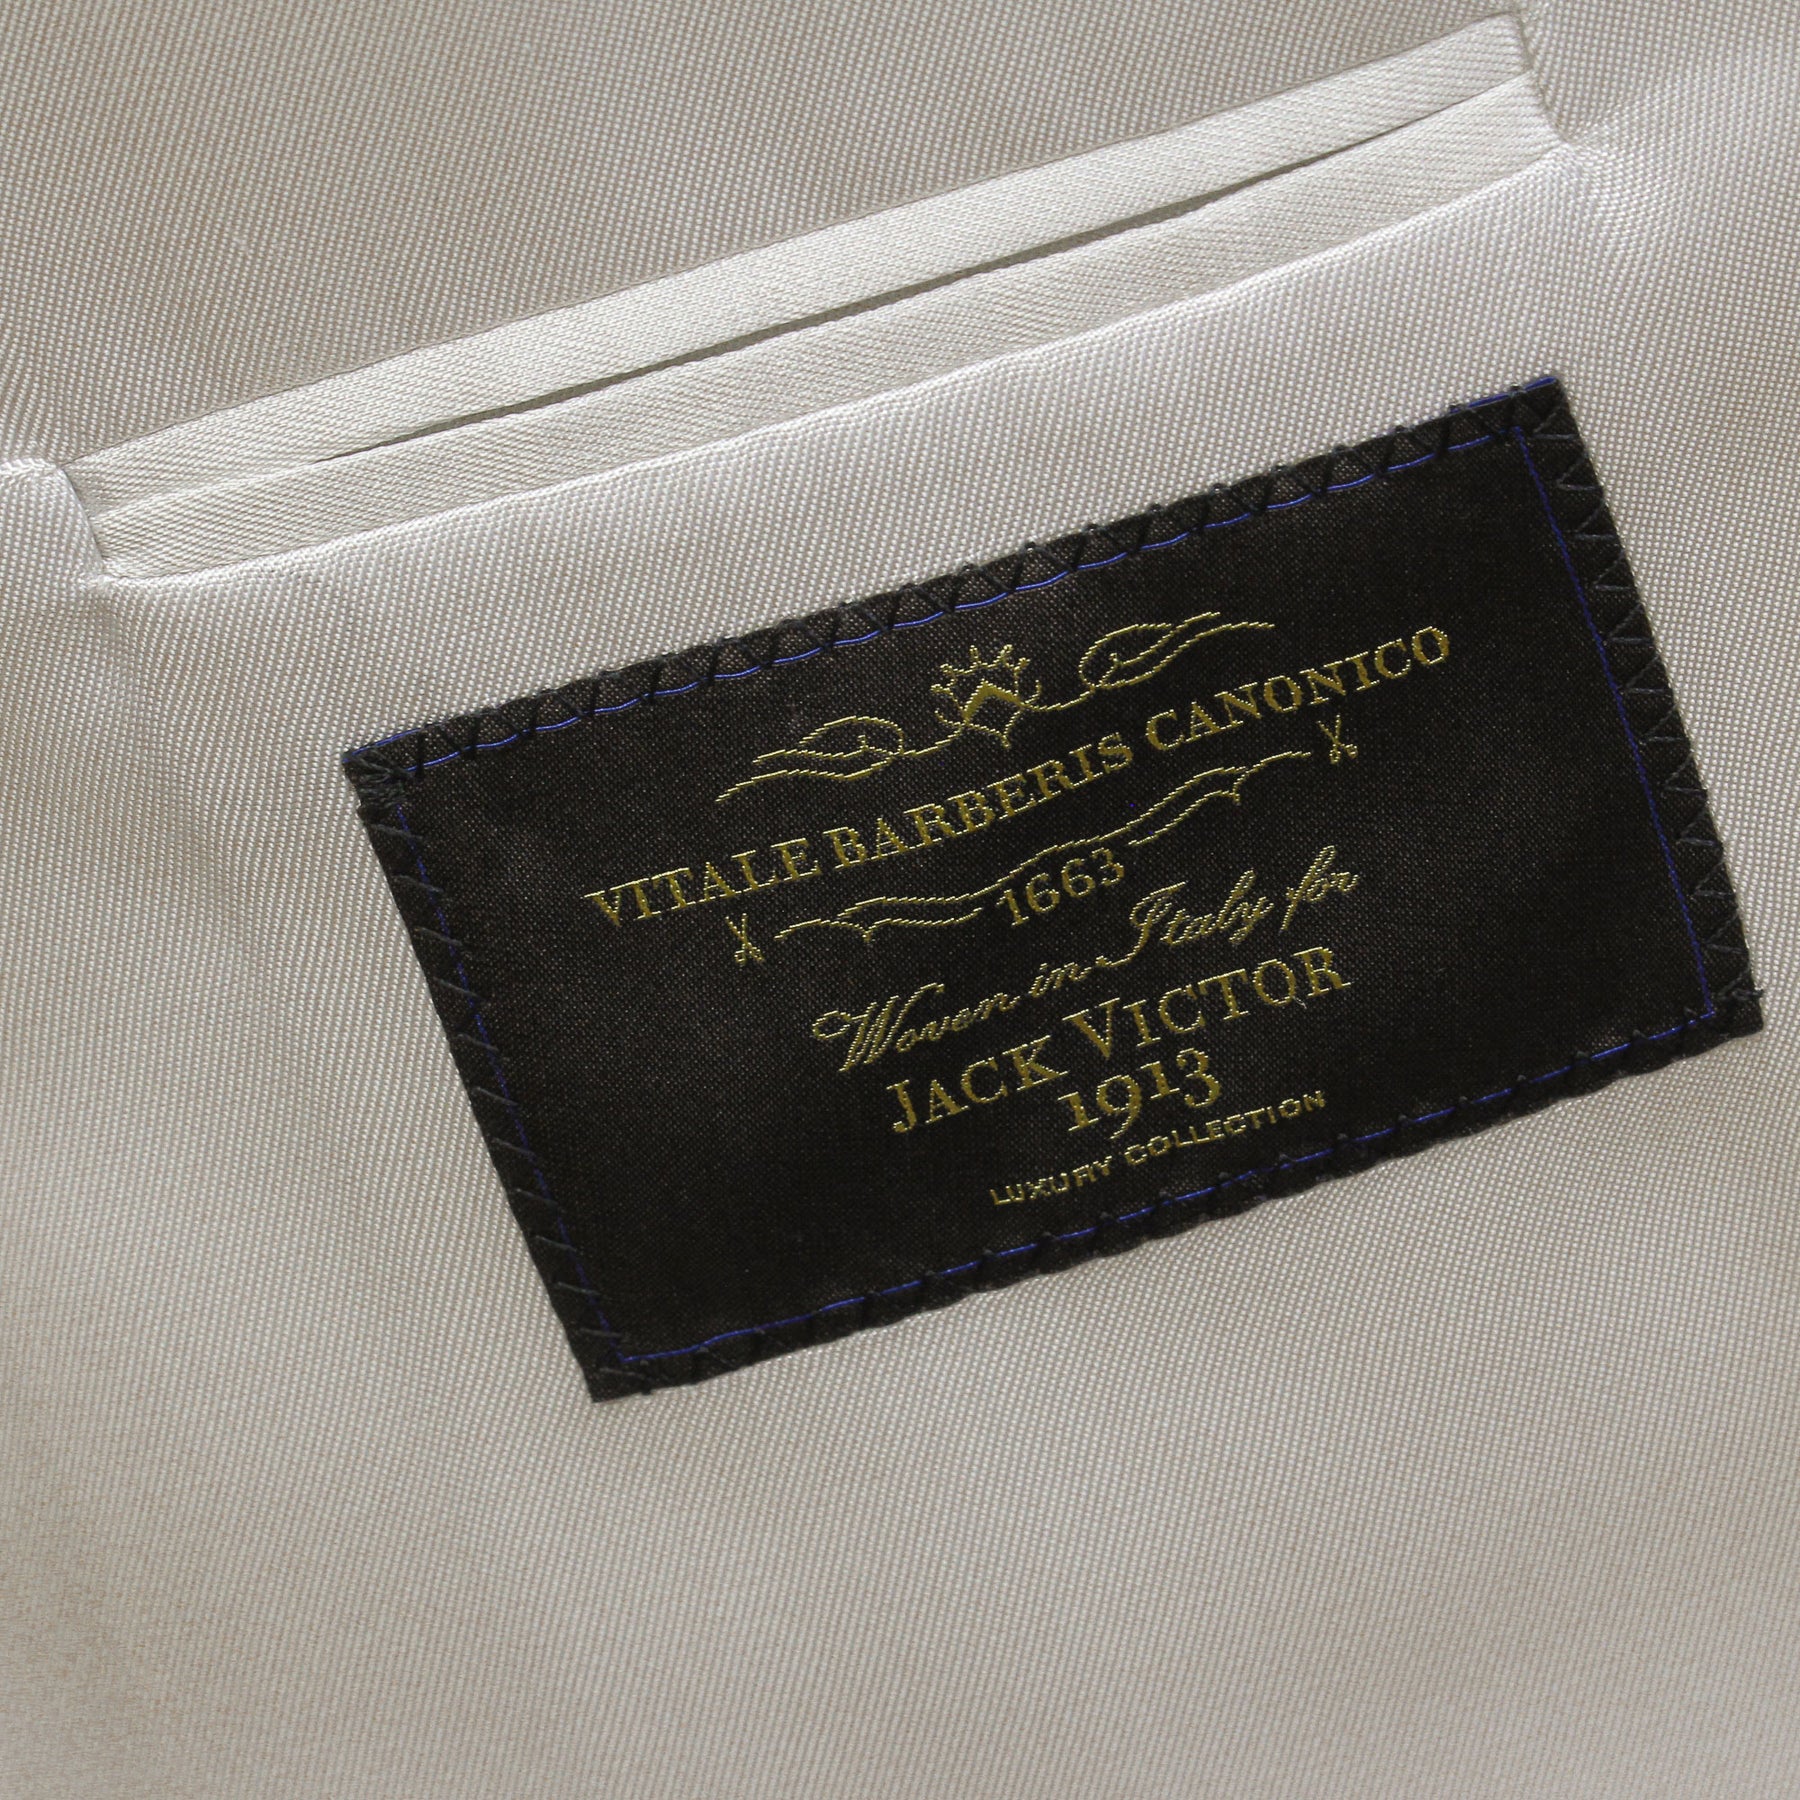 VITALE BARBERIS CANONICO
1663
Woven in Italy for
JACK VICTOR
1913
LUXURY COLLECTION